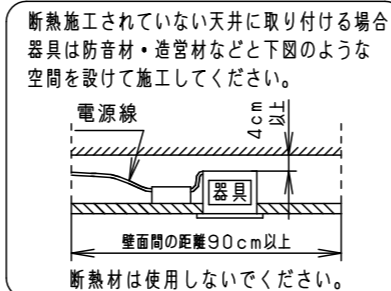 断熱施工されていない天井に取り付ける場合
器具は防音材・造営材などと下図のような
空間を設けて施工してください。
電源線
4cm
以上
器具
壁面間の距離90cm以上
断熱材は使用しないでください。